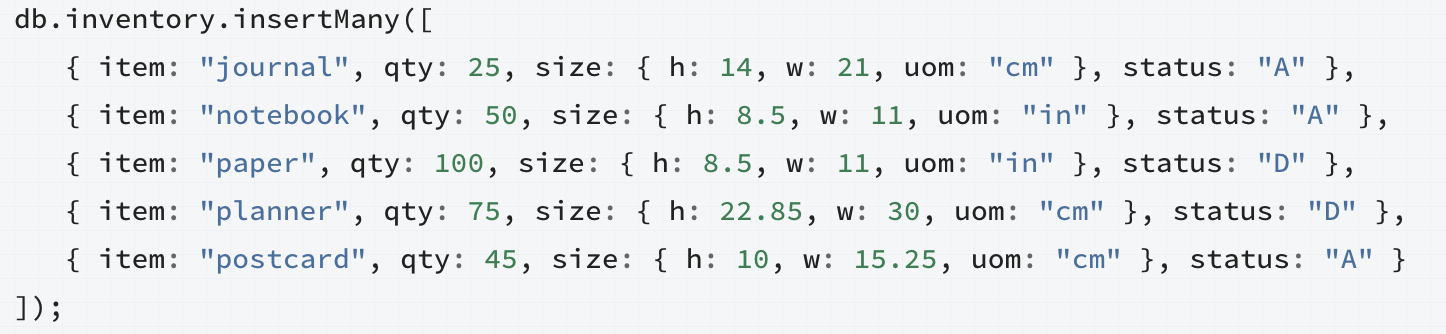 db.inventory.insertMany([
   { item: "journal", qty: 25, size: { h: 14, w: 21, uom: "cm" }, status: "A" },
   { item: "notebook", qty: 50, size: { h: 8.5, w: 11, uom: "in" }, status: "A" },
   { item: "paper", qty: 100, size: { h: 8.5, w: 11, uom: "in" }, status: "D" },
   { item: "planner", qty: 75, size: { h: 22.85, w: 30, uom: "cm" }, status: "D" },
   { item: "postcard", qty: 45, size: { h: 10, w: 15.25, uom: "cm" }, status: "A" }
]);